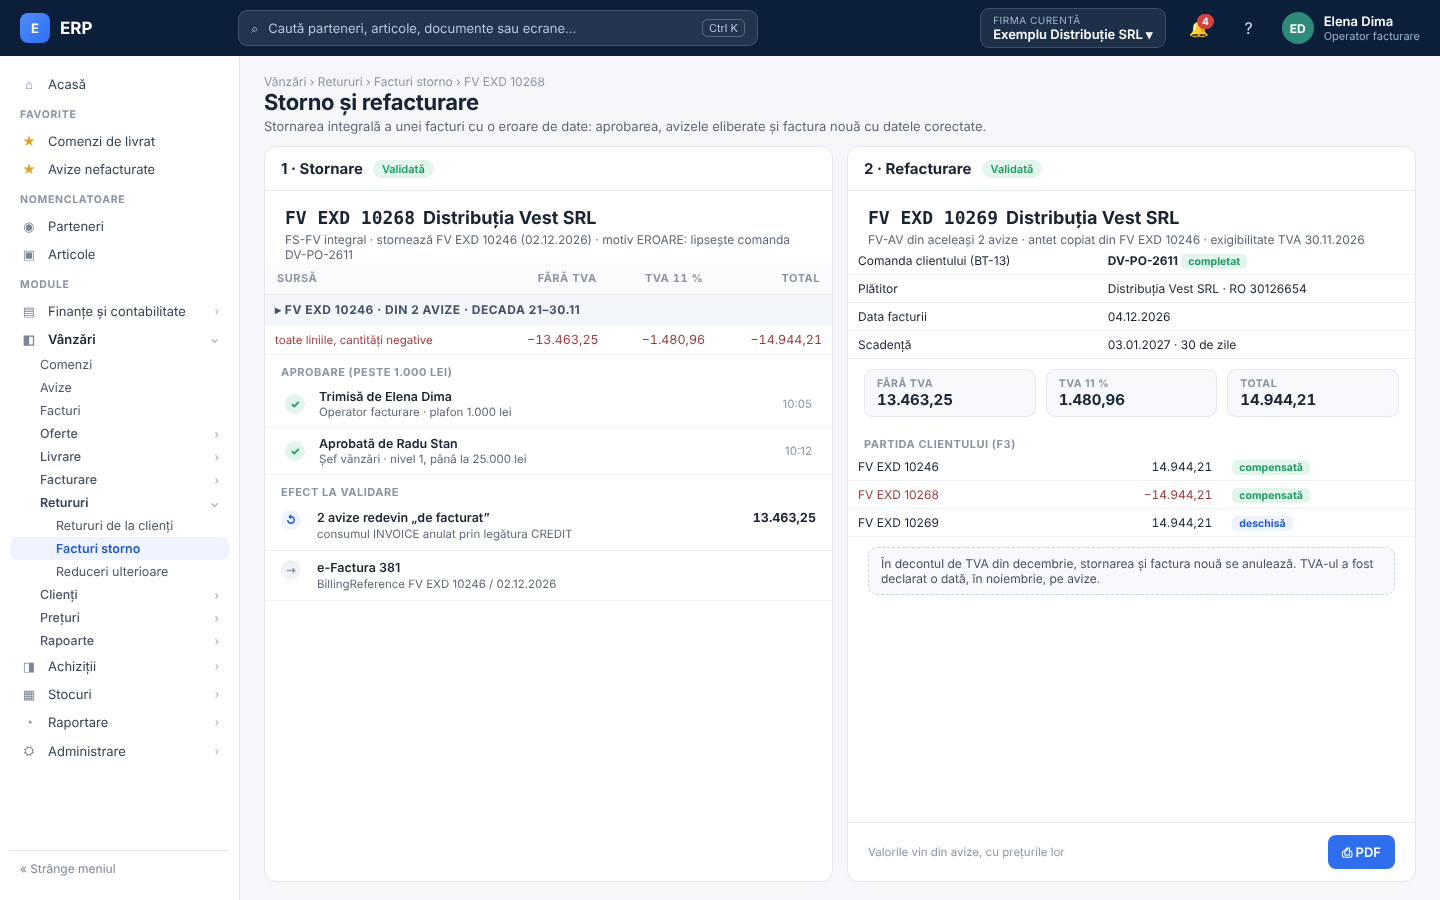 E ERP
Caută parteneri, articole, documente sau ecrane... Ctrl K
FIRMA CURENTĂ
Exemplu Distribuție SRL ▾
4
?
ED
Elena Dima
Operator facturare
Acasă
FAVORITE
Comenzi de livrat
Avize nefacturate
NOMENCLATOARE
Parteneri
Articole
MODULE
Finanțe și contabilitate
Vânzări
Comenzi
Avize
Facturi
Oferte
Livrare
Facturare
Retururi
Retururi de la clienți
Facturi storno
Reduceri ulterioare
Clienți
Prețuri
Rapoarte
Achiziții
Stocuri
Raportare
Administrare
« Strânge meniul
Vânzări › Retururi › Facturi storno › FV EXD 10268
Storno și refacturare
Stornarea integrală a unei facturi cu o eroare de date: aprobarea, avizele eliberate și factura nouă cu datele corectate.
1 · Stornare Validată
FV EXD 10268 Distribuția Vest SRL
FS-FV integral · stornează FV EXD 10246 (02.12.2026) · motiv EROARE: lipsește comanda
DV-PO-2611
SURSĂ FĂRĂ TVA TVA 11 % TOTAL
▸ FV EXD 10246 · DIN 2 AVIZE · DECADA 21–30.11
toate liniile, cantități negative −13.463,25 −1.480,96 −14.944,21
APROBARE (PESTE 1.000 LEI)
Trimisă de Elena Dima
Operator facturare · plafon 1.000 lei
10:05
Aprobată de Radu Stan
Șef vânzări · nivel 1, până la 25.000 lei
10:12
EFECT LA VALIDARE
2 avize redevin „de facturat” 13.463,25
consumul INVOICE anulat prin legătura CREDIT
e-Factura 381
BillingReference FV EXD 10246 / 02.12.2026
2 · Refacturare Validată
FV EXD 10269 Distribuția Vest SRL
FV-AV din aceleași 2 avize · antet copiat din FV EXD 10246 · exigibilitate TVA 30.11.2026
Comanda clientului (BT-13) DV-PO-2611 completat
Plătitor Distribuția Vest SRL · RO 30126654
Data facturii 04.12.2026
Scadență 03.01.2027 · 30 de zile
FĂRĂ TVA TVA 11 % TOTAL
13.463,25 1.480,96 14.944,21
PARTIDA CLIENTULUI (F3)
FV EXD 10246 14.944,21 compensată
FV EXD 10268 −14.944,21 compensată
FV EXD 10269 14.944,21 deschisă
În decontul de TVA din decembrie, stornarea și factura nouă se anulează. TVA-ul a fost
declarat o dată, în noiembrie, pe avize.
Valorile vin din avize, cu prețurile lor
⎙ PDF